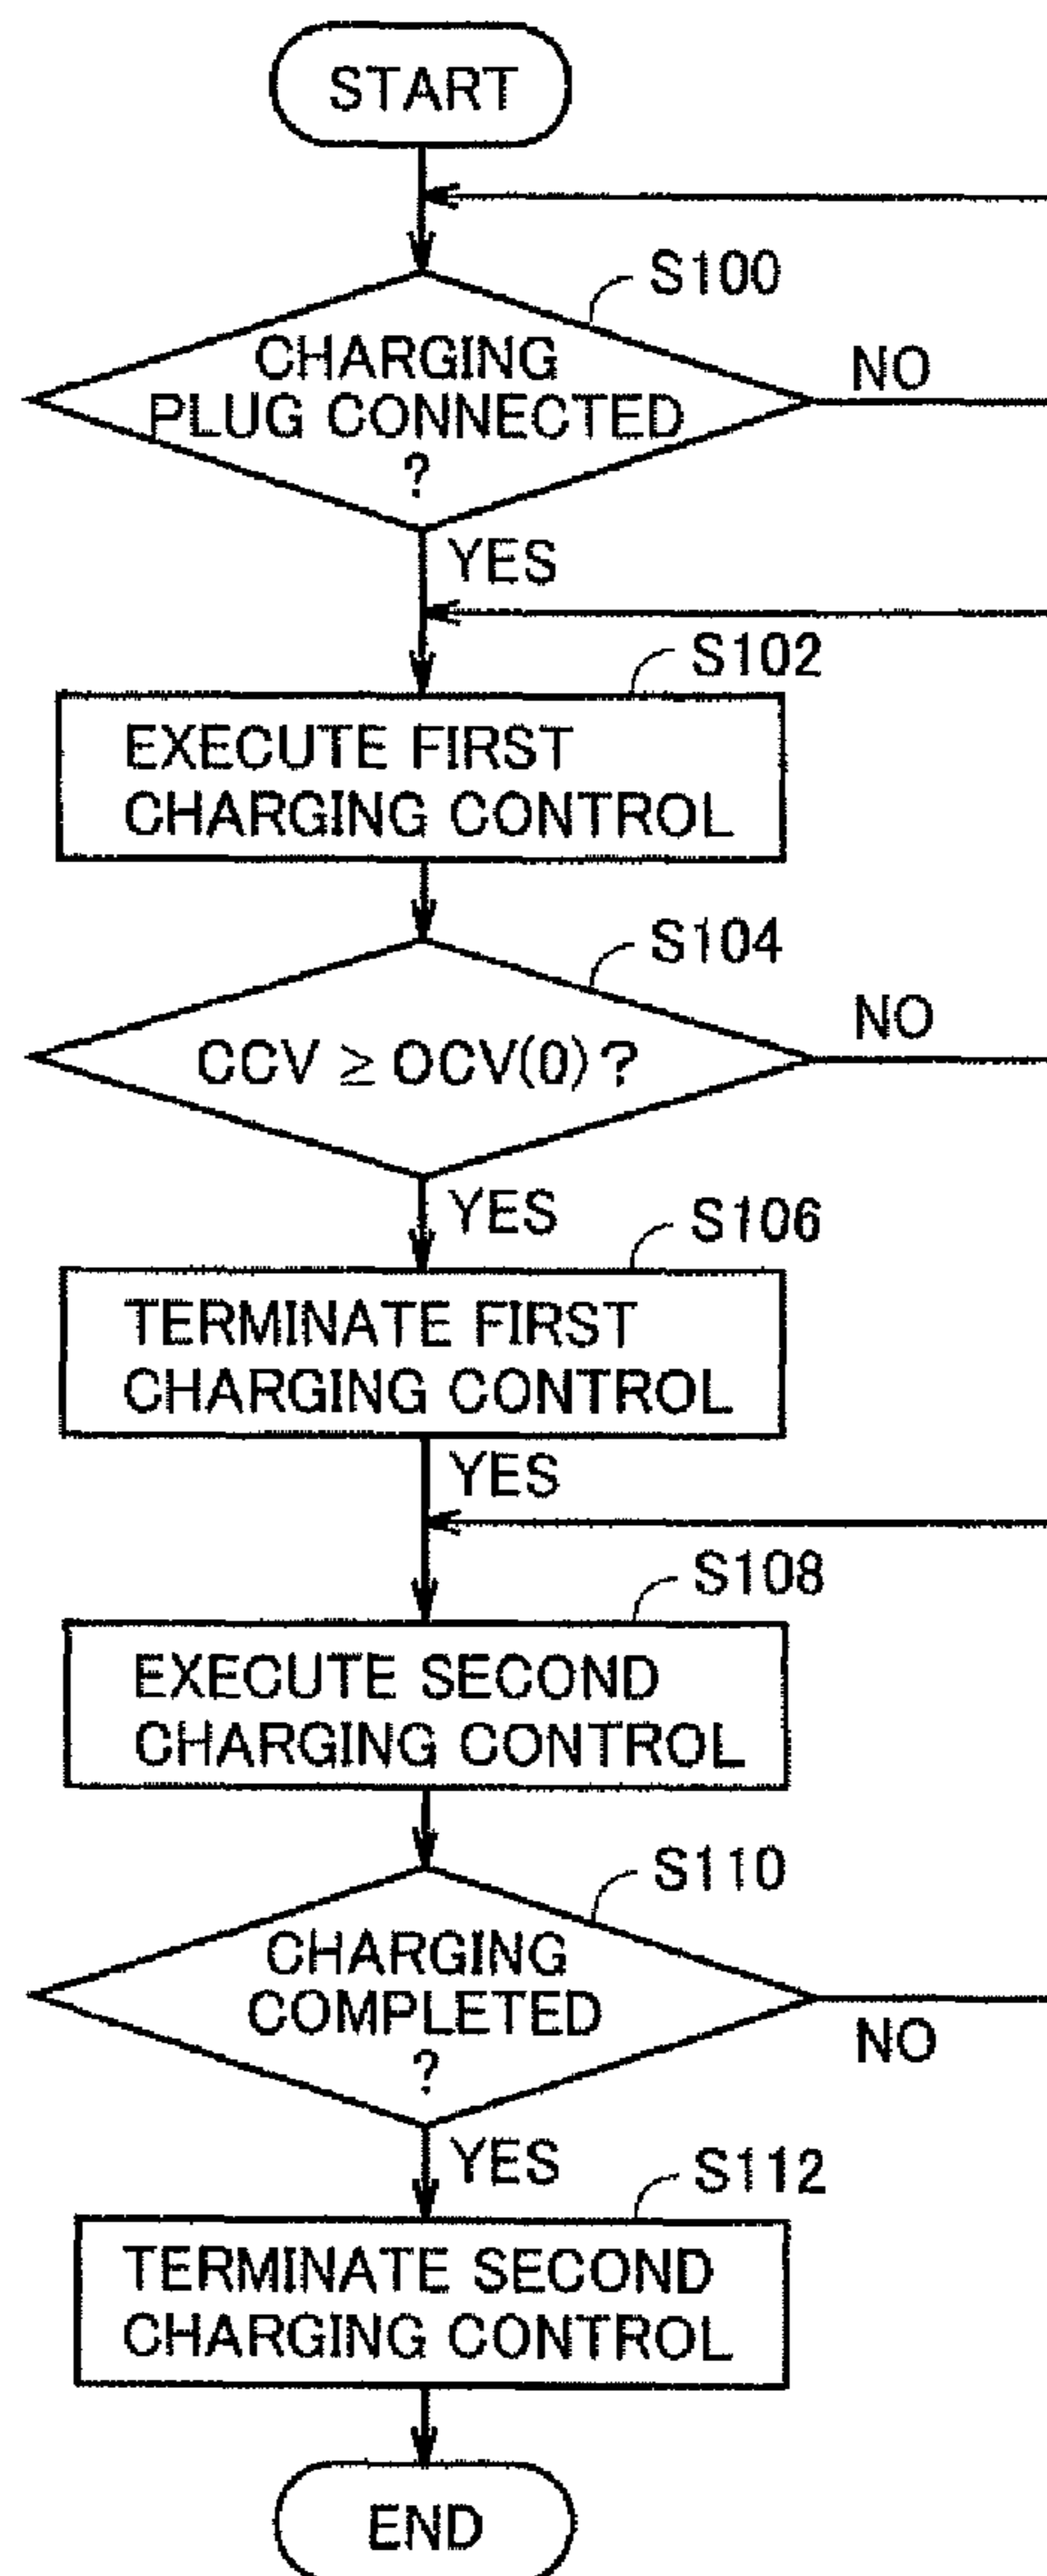 START
S100
CHARGING
PLUG CONNECTED
?
NO
YES
S102
EXECUTE FIRST
CHARGING CONTROL
S104
CCV ≥ OCV(0)?
NO
YES
S106
TERMINATE FIRST
CHARGING CONTROL
YES
S108
EXECUTE SECOND
CHARGING CONTROL
S110
CHARGING
COMPLETED
?
NO
YES
S112
TERMINATE SECOND
CHARGING CONTROL
END